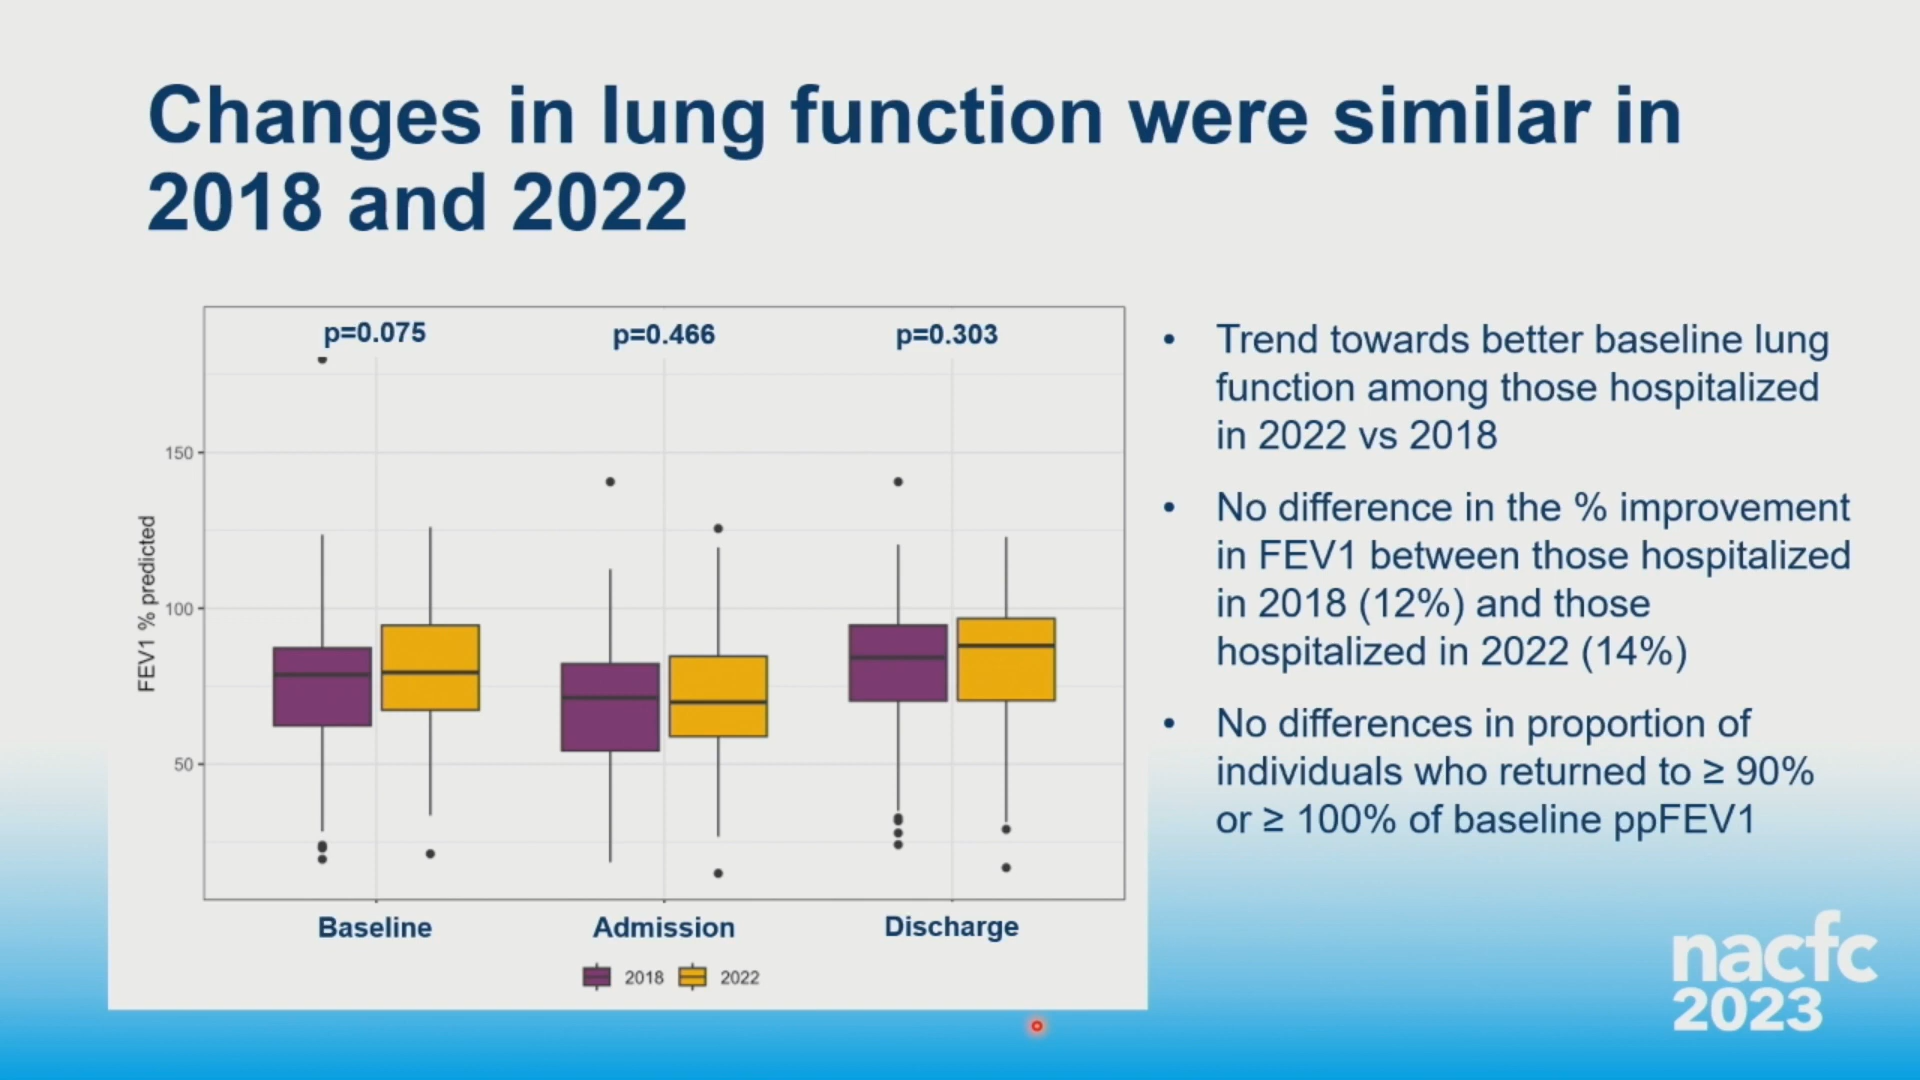 Changes in lung function were similar in
2018 and 2022
p=0.075
p=0.466
p=0.303
150
100
50
FEV1 % predicted
Baseline
Admission
Discharge
2018
2022
• Trend towards better baseline lung
function among those hospitalized
in 2022 vs 2018
• No difference in the % improvement
in FEV1 between those hospitalized
in 2018 (12%) and those
hospitalized in 2022 (14%)
• No differences in proportion of
individuals who returned to ≥ 90%
or ≥ 100% of baseline ppFEV1
nacfc
2023